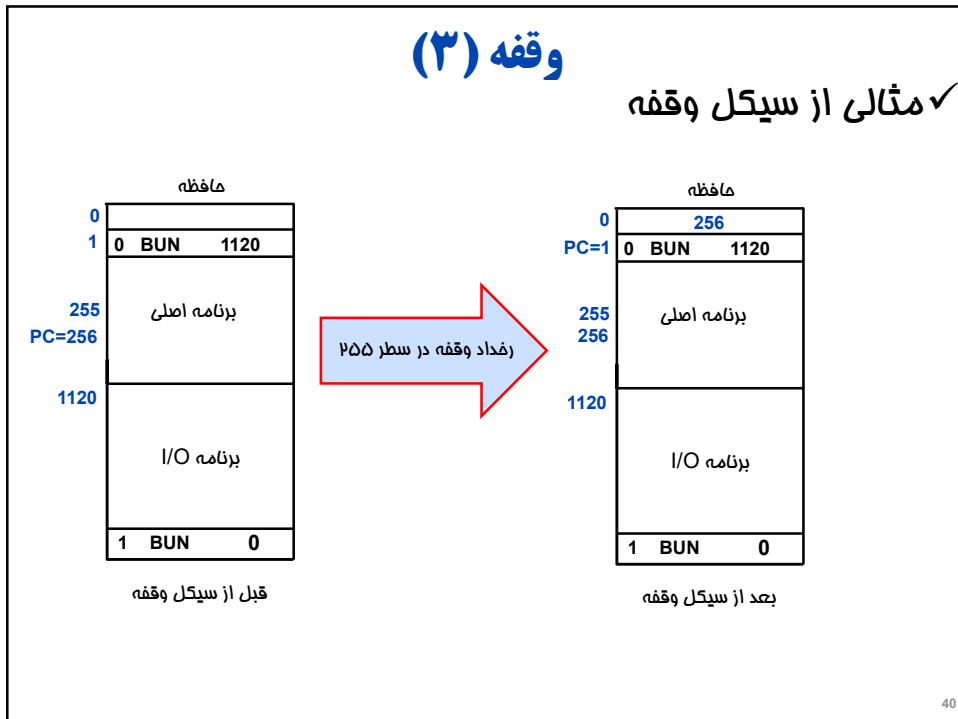 وقفه (۳)
✓ مثالی از سیکل وقفه
حافظه
0
1 0 BUN 1120
255 برنامه اصلی
PC=256
1120
برنامه I/O
1 BUN 0
قبل از سیکل وقفه
رخداد وقفه در سطر ۲۵۵
حافظه
0 256
PC=1 0 BUN 1120
255 برنامه اصلی
256
1120
برنامه I/O
1 BUN 0
بعد از سیکل وقفه
40